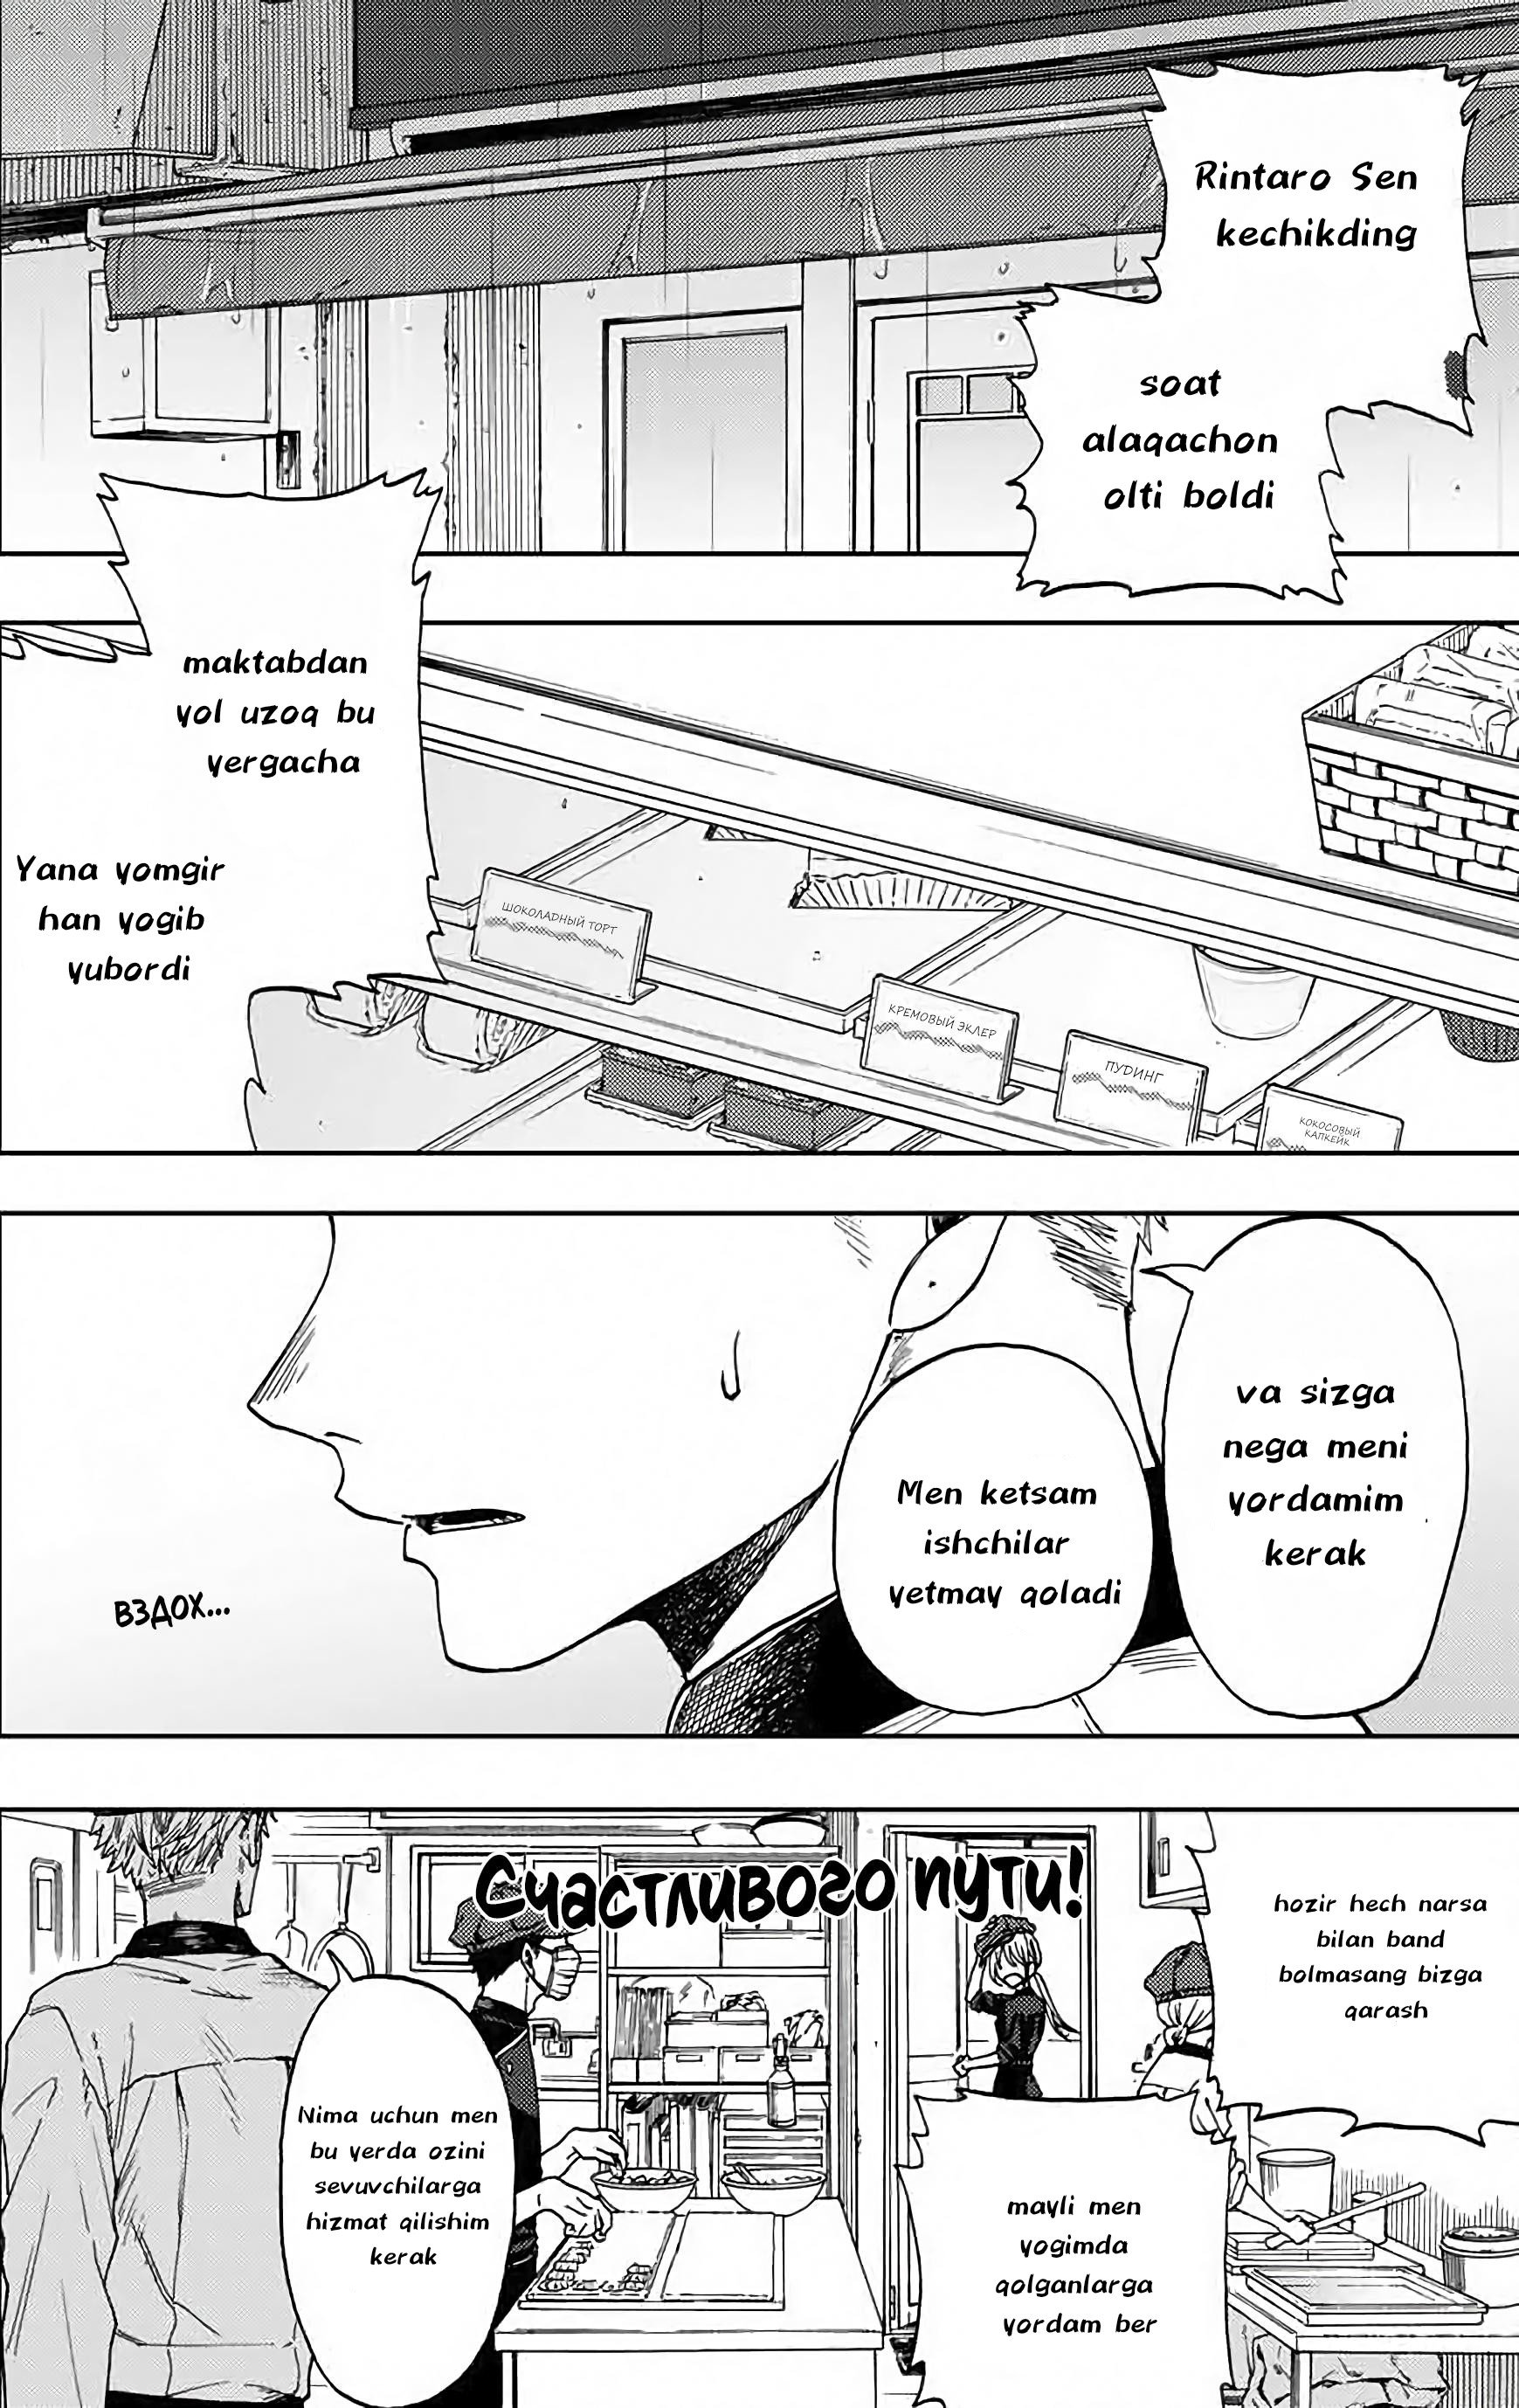 Rintaro Sen
kechikding
soat
alaqachon
olti boldi
maktabdan
yol uzoq bu
yergacha
Yana yomgir
han yogib
yubordi
ШОКОЛАДНЫЙ ТОРТ
КРЕМОВЫЙ ЭКЛЕР
ПУДИНГ
КОКОСОВЫЙ
КАПКЕЙК
va sizga
nega meni
yordamim
kerak
Men ketsam
ishchilar
yetmay qoladi
ВЗДОХ...
Счастливого пути!
hozir hech narsa
bilan band
bolmasang bizga
qarash
mayli men
yogimda
qolganlarga
yordam ber
Nima uchun men
bu yerda ozini
sevuvchilarga
hizmat qilishim
kerak